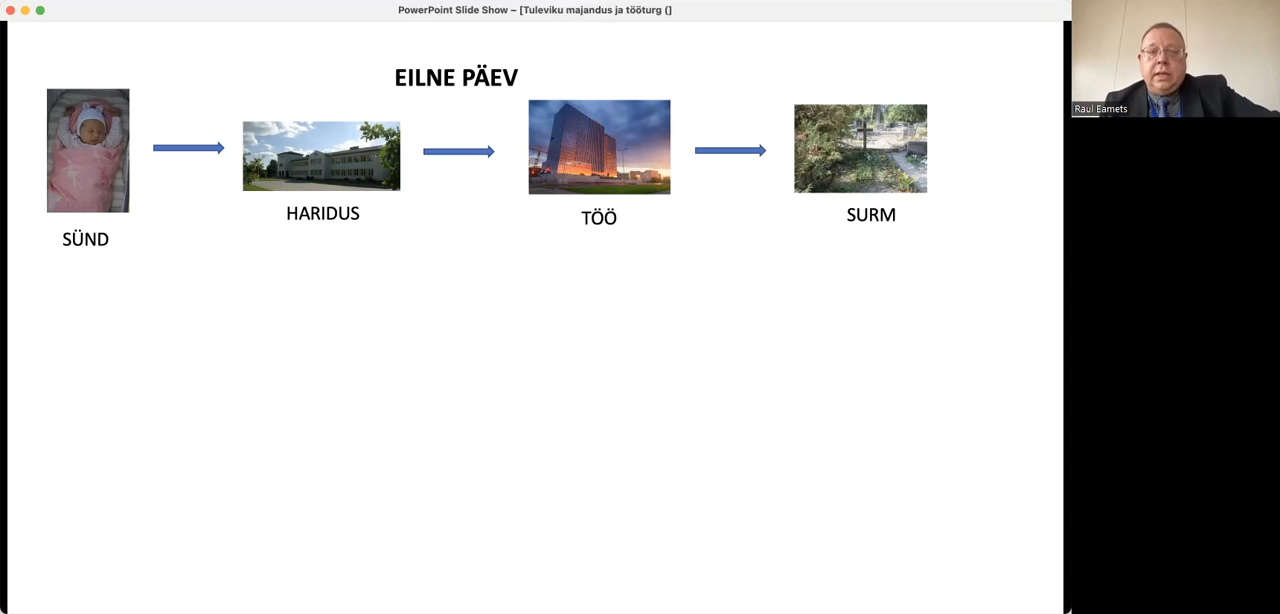 PowerPoint Slide Show – [Tuleviku majandus ja tööturg (]
Raul Eamets
EILNE PÄEV
SÜND
HARIDUS
TÖÖ
SURM